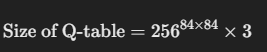 Size of Q-table = 256^{84×84} × 3